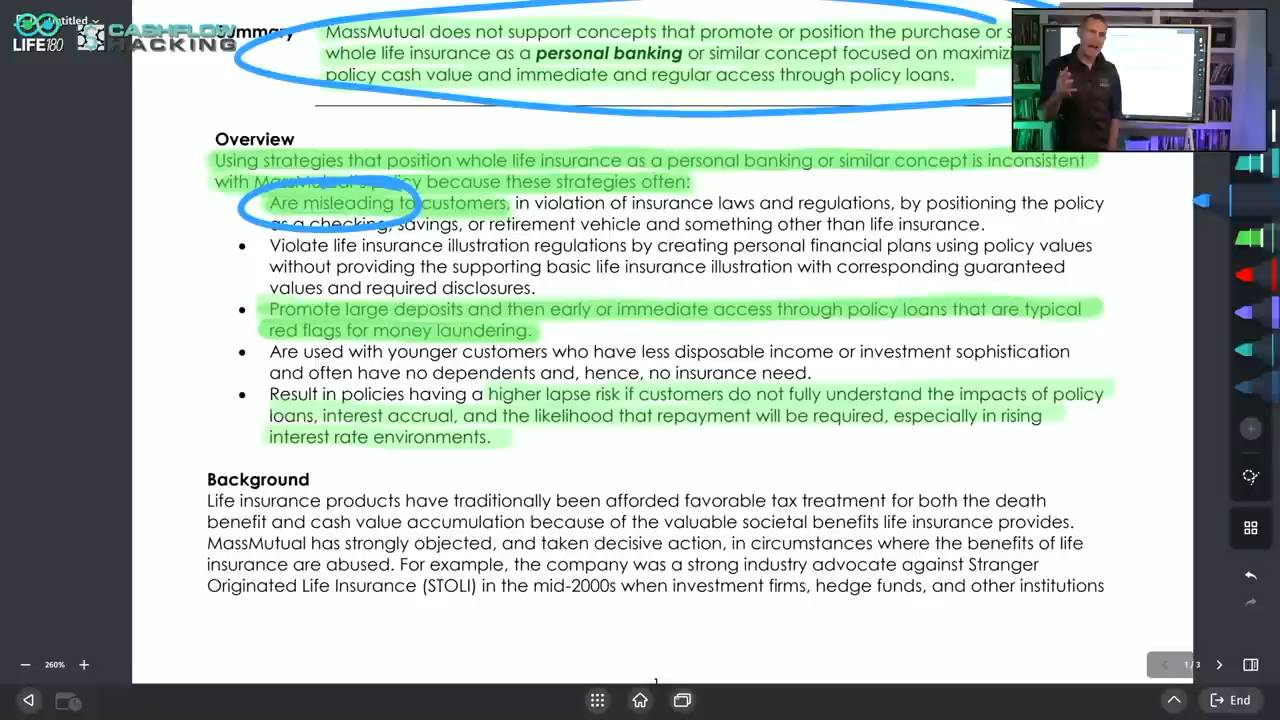 Untitled
LIFE180
CASHFLOW
HACKING
Summary
MassMutual does not support concepts that promote or position the purchase or s
whole life insurance as a personal banking or similar concept focused on maximizi
policy cash value and immediate and regular access through policy loans.
Overview
Using strategies that position whole life insurance as a personal banking or similar concept is inconsistent
with MassMutual's policy because these strategies often:
Are misleading to customers, in violation of insurance laws and regulations, by positioning the policy
as a checking, savings, or retirement vehicle and something other than life insurance.
• Violate life insurance illustration regulations by creating personal financial plans using policy values
without providing the supporting basic life insurance illustration with corresponding guaranteed
values and required disclosures.
• Promote large deposits and then early or immediate access through policy loans that are typical
red flags for money laundering.
• Are used with younger customers who have less disposable income or investment sophistication
and often have no dependents and, hence, no insurance need.
• Result in policies having a higher lapse risk if customers do not fully understand the impacts of policy
loans, interest accrual, and the likelihood that repayment will be required, especially in rising
interest rate environments.
Background
Life insurance products have traditionally been afforded favorable tax treatment for both the death
benefit and cash value accumulation because of the valuable societal benefits life insurance provides.
MassMutual has strongly objected, and taken decisive action, in circumstances where the benefits of life
insurance are abused. For example, the company was a strong industry advocate against Stranger
Originated Life Insurance (STOLI) in the mid-2000s when investment firms, hedge funds, and other institutions
260%
1/3
End